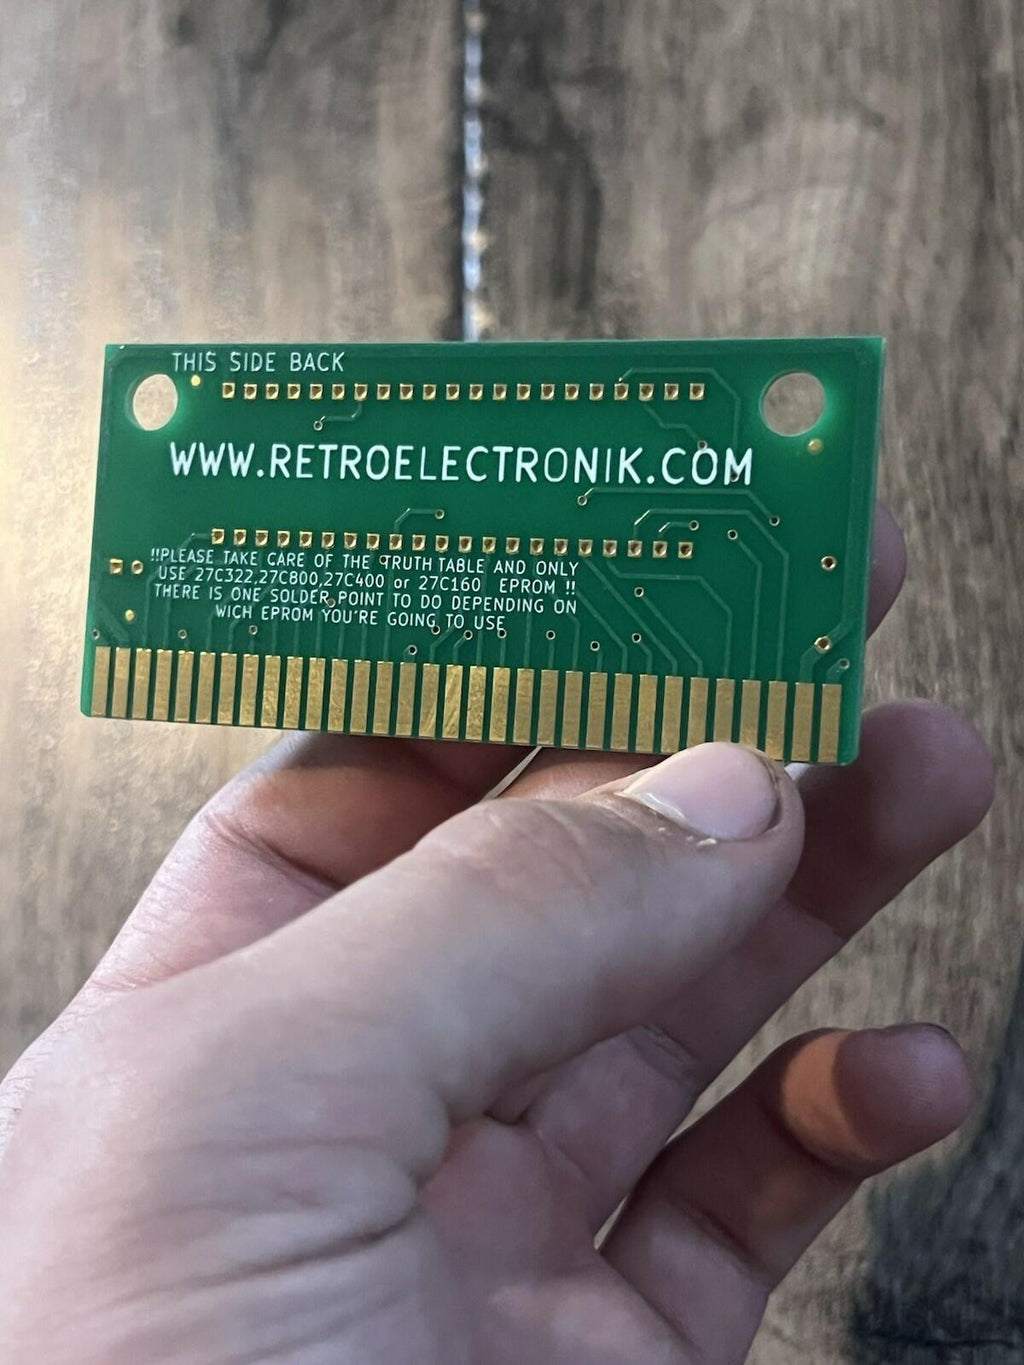 THIS SIDE BACK
WWW.RETROELECTRONIK.COM
!!PLEASE TAKE CARE OF THE TRUTH TABLE AND ONLY
USE 27C322,27C800,27C400 or 27C160 EPROM !!
THERE IS ONE SOLDER POINT TO DO DEPENDING ON
WICH EPROM YOU'RE GOING TO USE